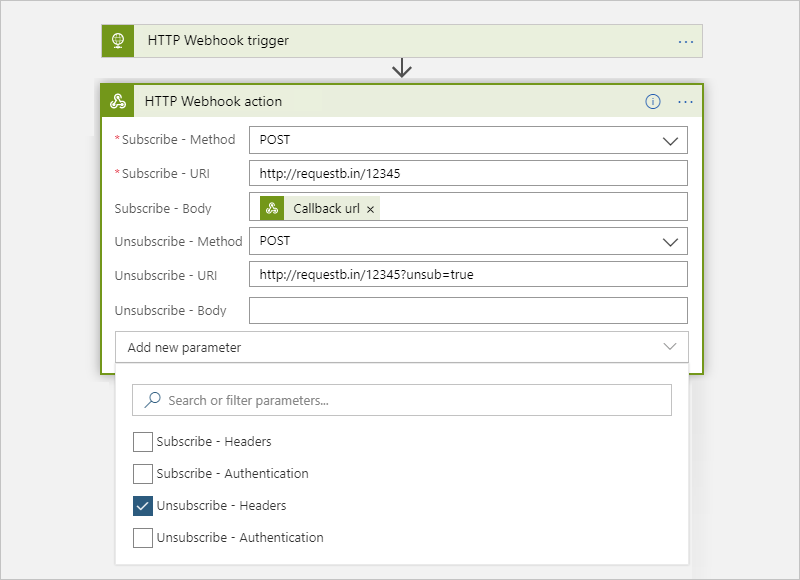 HTTP Webhook trigger
HTTP Webhook action
*Subscribe - Method POST
*Subscribe - URI http://requestb.in/12345
Subscribe - Body Callback url ×
Unsubscribe - Method POST
Unsubscribe - URI http://requestb.in/12345?unsub=true
Unsubscribe - Body
Add new parameter
Search or filter parameters...
Subscribe - Headers
Subscribe - Authentication
Unsubscribe - Headers
Unsubscribe - Authentication